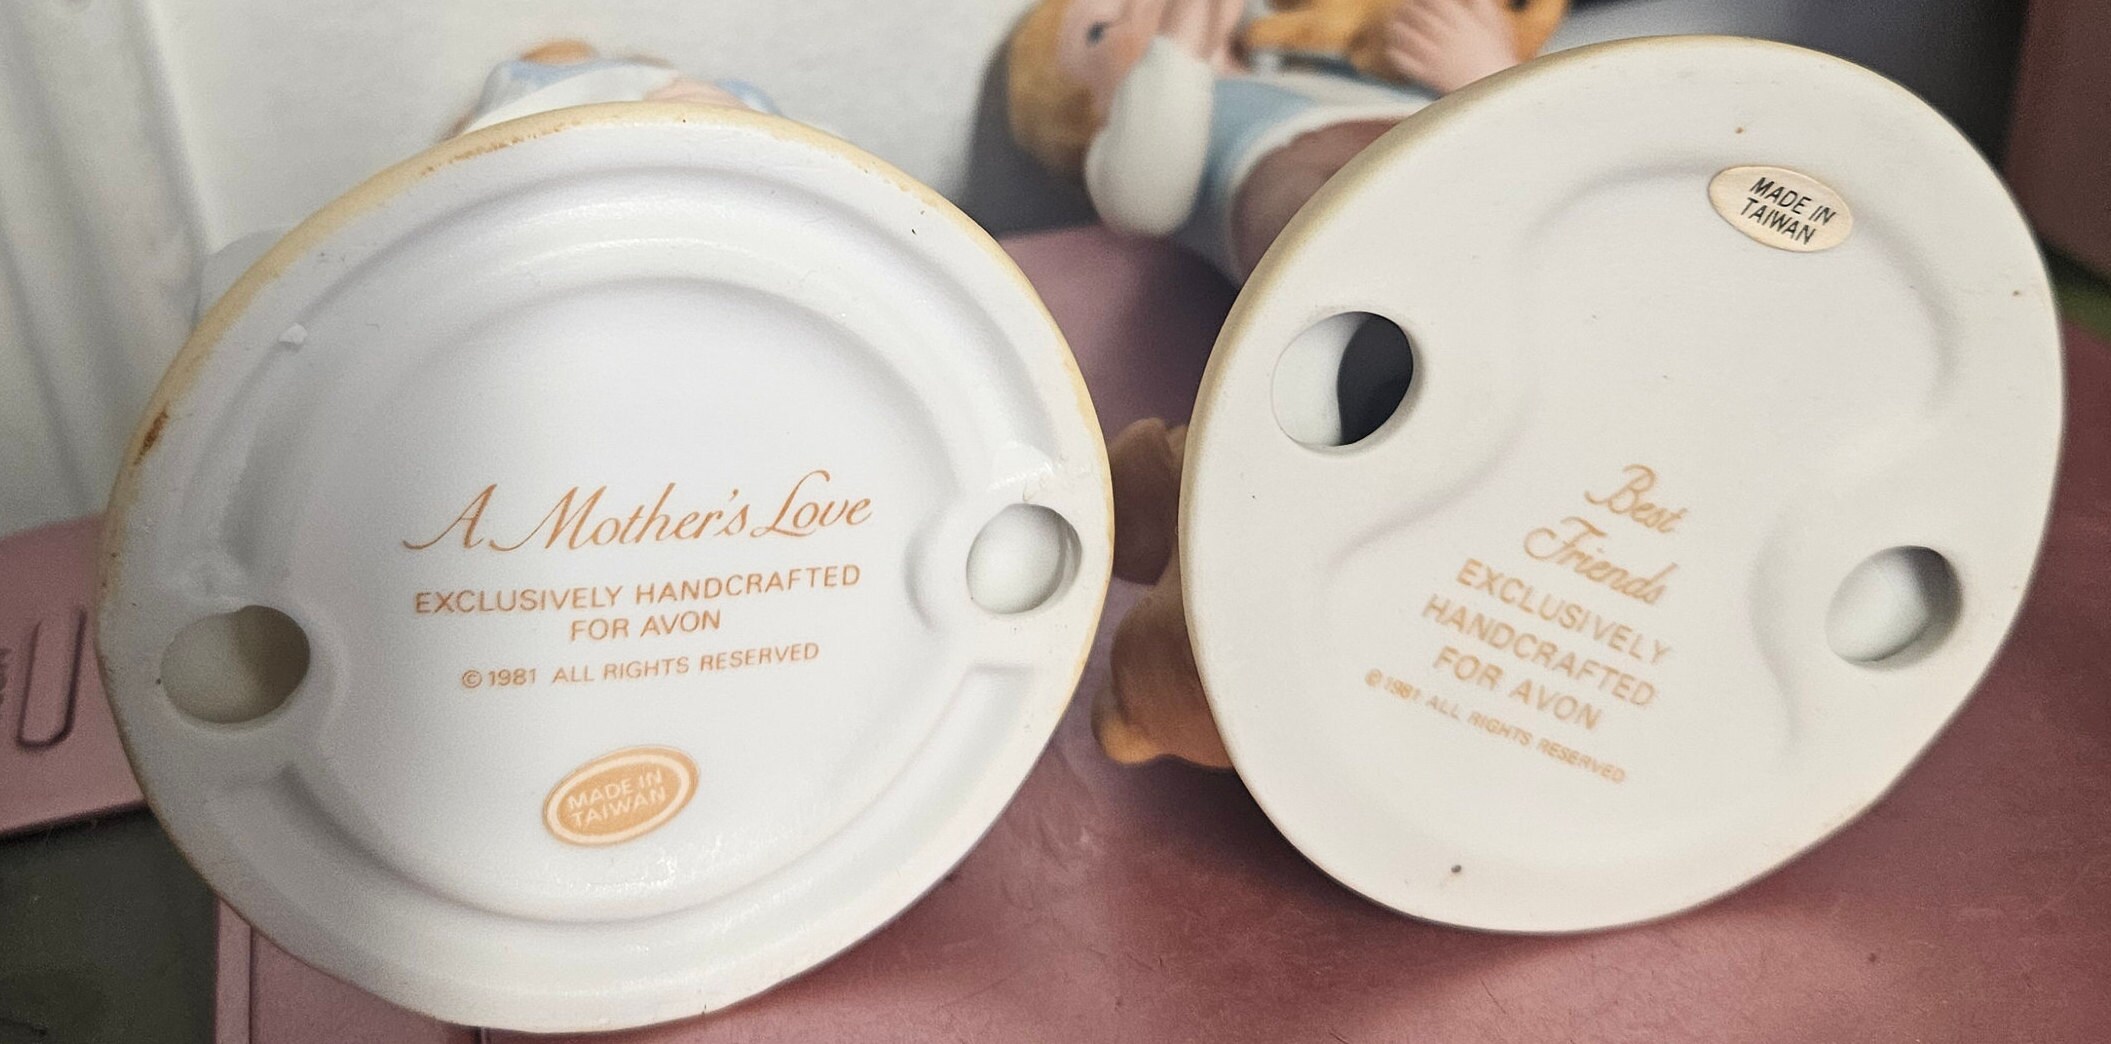 A Mother's Love
EXCLUSIVELY HANDCRAFTED
FOR AVON
©1981 ALL RIGHTS RESERVED
MADE IN
TAIWAN
MADE IN
TAIWAN
Best
Friends
EXCLUSIVELY
HANDCRAFTED
FOR AVON
©1981 ALL RIGHTS RESERVED